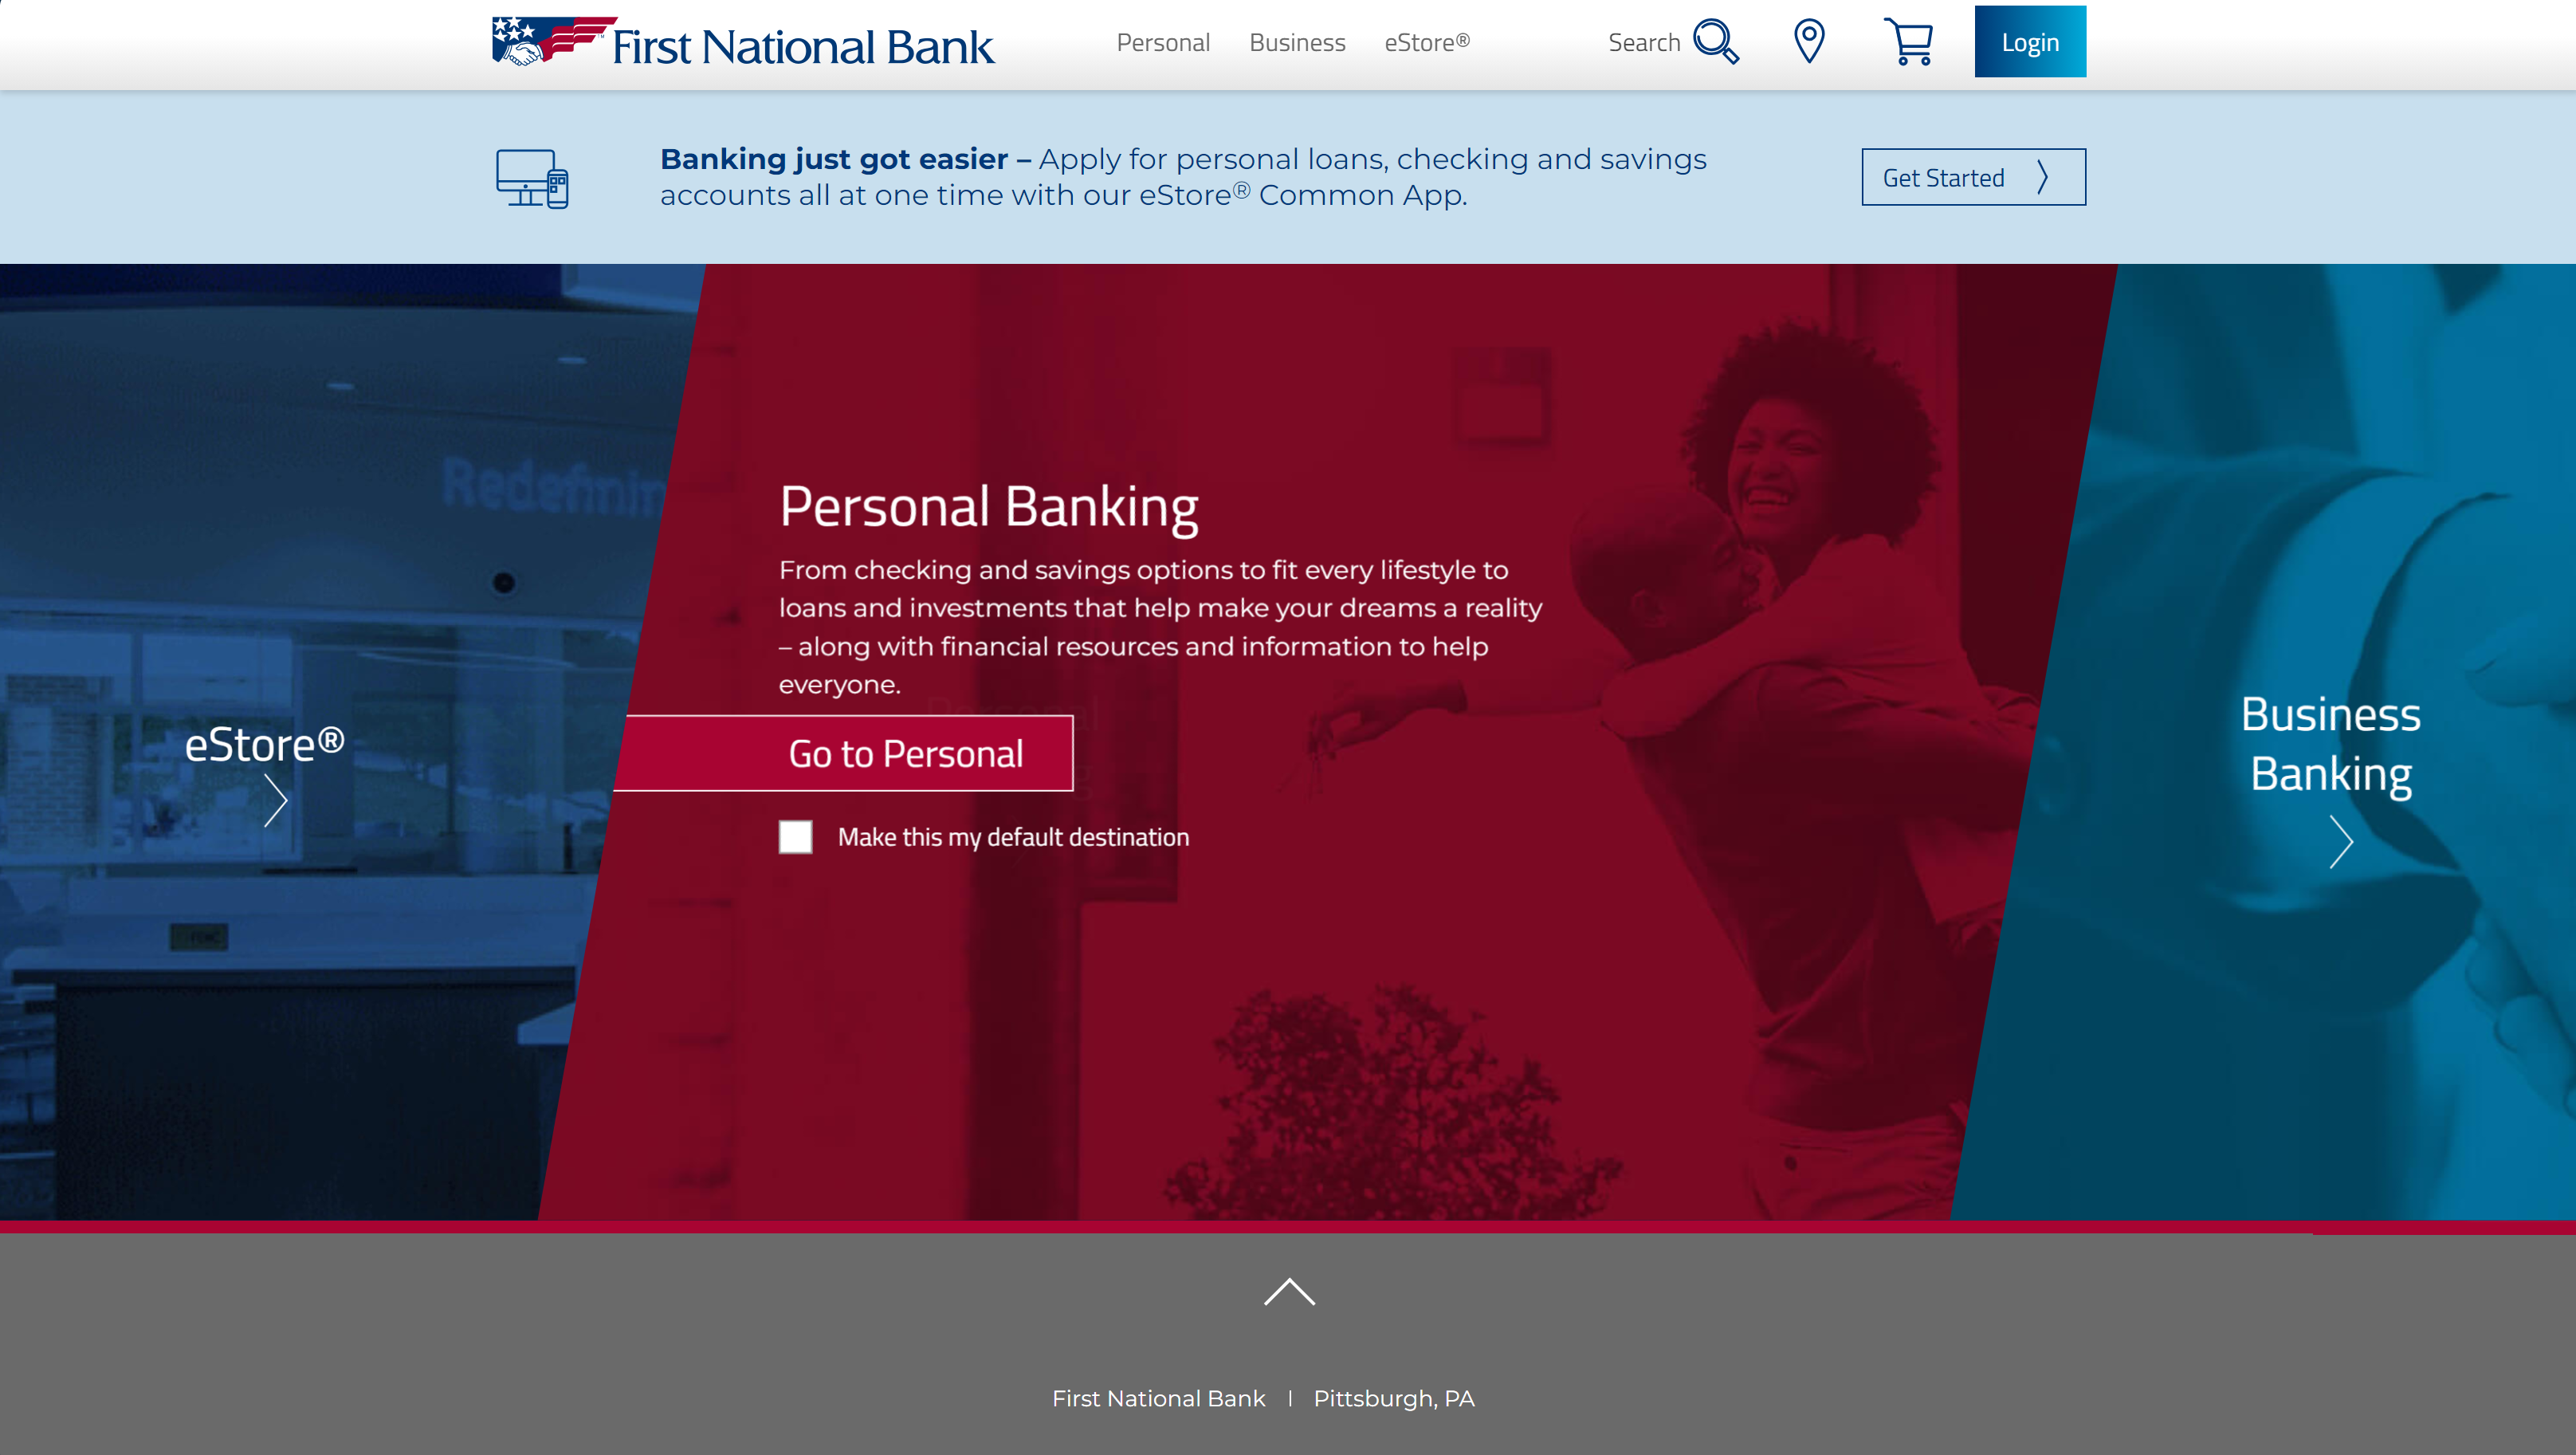 First National Bank
Personal
Business
eStore®
Search
Login
Banking just got easier – Apply for personal loans, checking and savings
accounts all at one time with our eStore® Common App.
Get Started
eStore®
Personal Banking
From checking and savings options to fit every lifestyle to
loans and investments that help make your dreams a reality
– along with financial resources and information to help
everyone.
Go to Personal
Make this my default destination
Business
Banking
First National Bank | Pittsburgh, PA